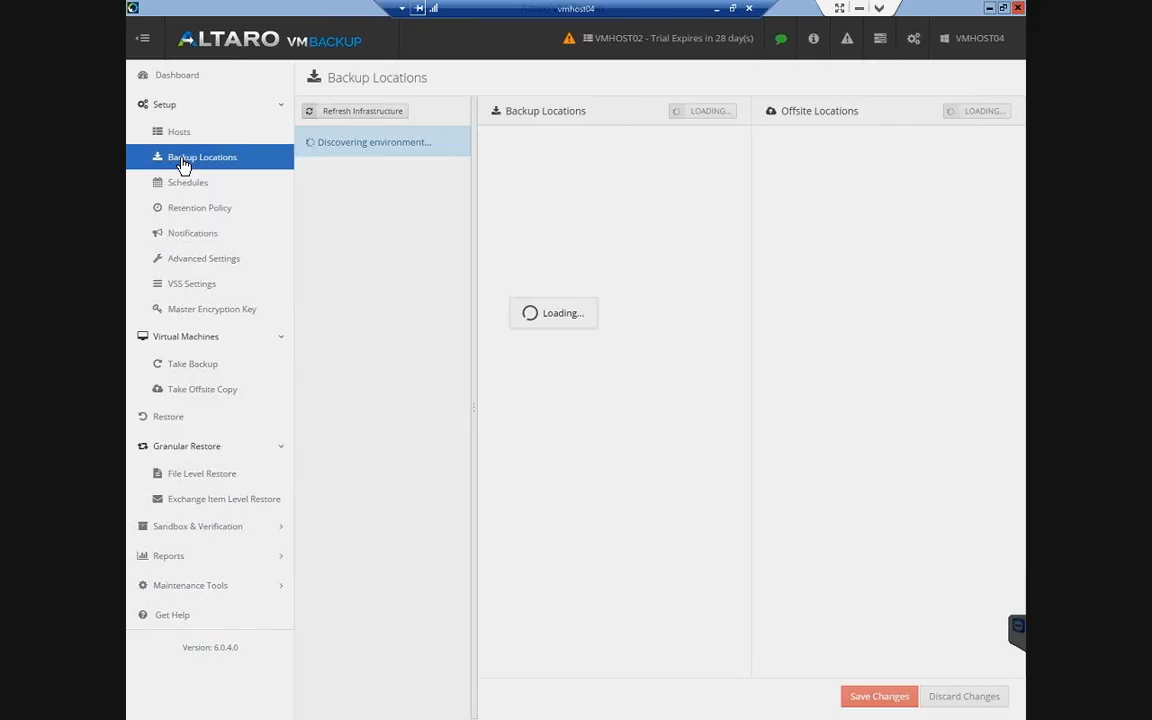 vmhost04
ALTARO VM BACKUP
VMHOST02 - Trial Expires in 28 day(s)
VMHOST04
Dashboard
Setup
Hosts
Backup Locations
Schedules
Retention Policy
Notifications
Advanced Settings
VSS Settings
Master Encryption Key
Virtual Machines
Take Backup
Take Offsite Copy
Restore
Granular Restore
File Level Restore
Exchange Item Level Restore
Sandbox & Verification
Reports
Maintenance Tools
Get Help
Version: 6.0.4.0
Backup Locations
Refresh Infrastructure
Discovering environment...
Backup Locations
LOADING...
Offsite Locations
LOADING...
Loading...
Save Changes
Discard Changes